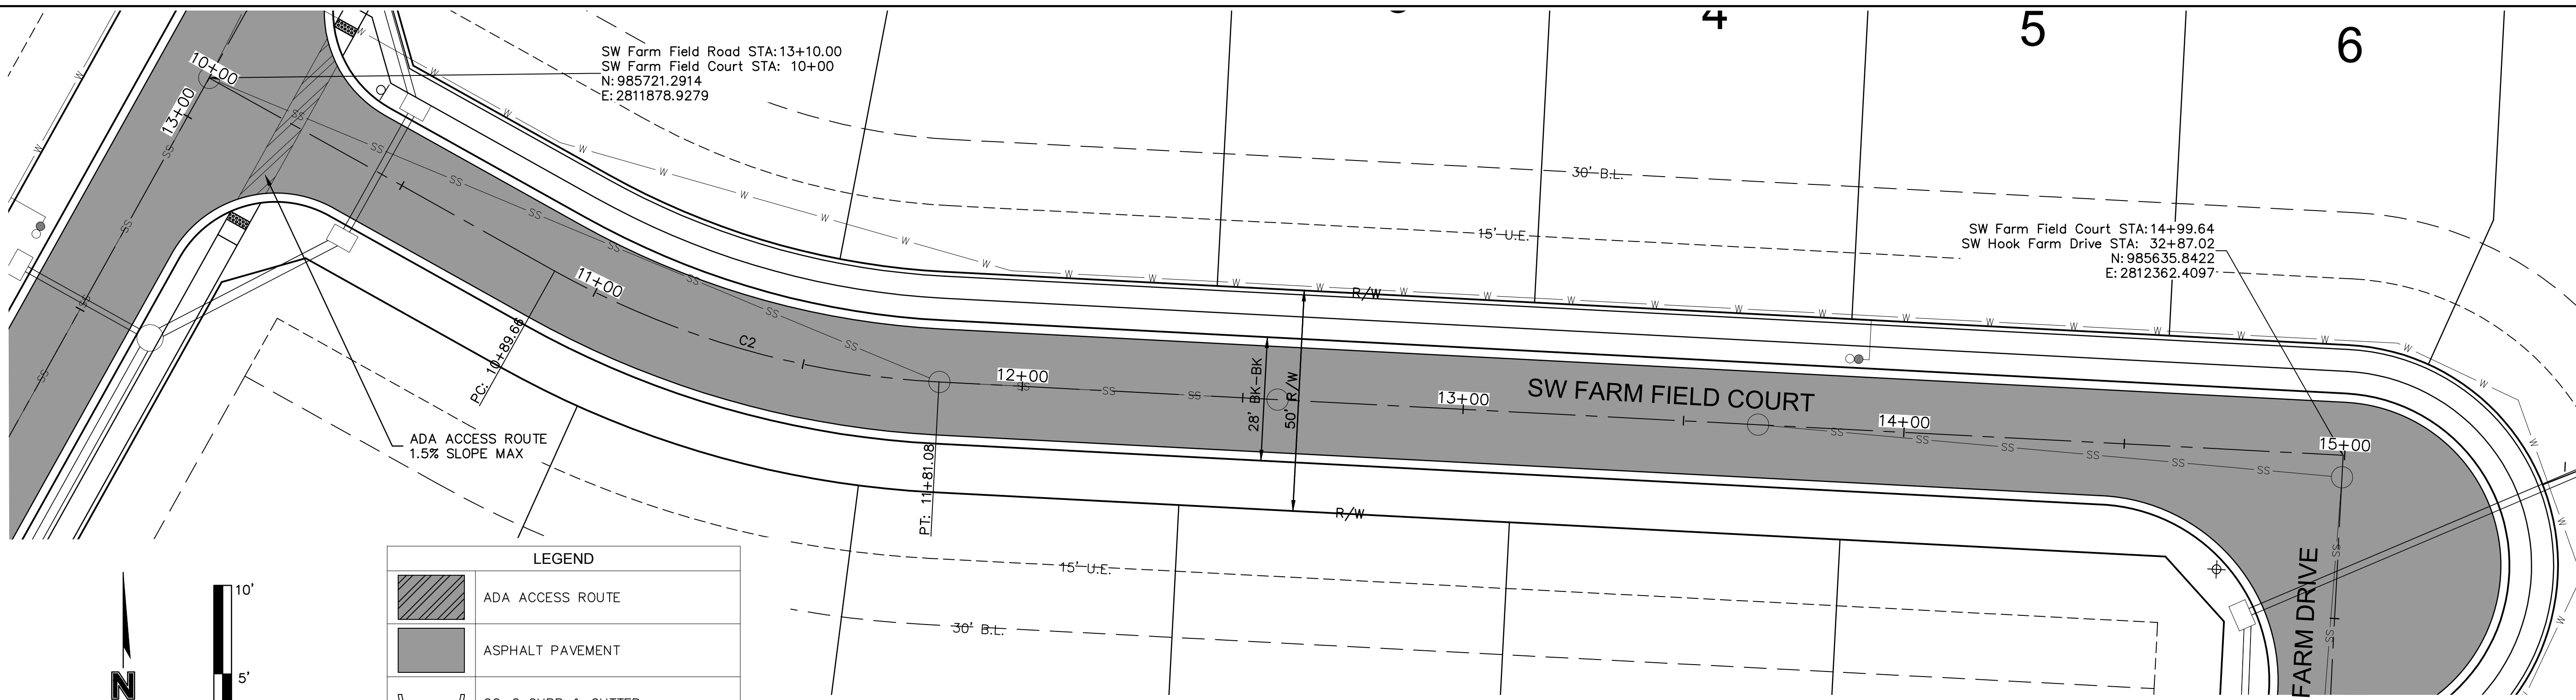 4
5
6
10+00
13+00
SW Farm Field Road STA:13+10.00
SW Farm Field Court STA: 10+00
N:985721.2914
E:2811878.9279
30' B.L.
15' U.E.
SW Farm Field Court STA:14+99.64
SW Hook Farm Drive STA: 32+87.02
N:985635.8422
E:2812362.4097
11+00
PC: 10+89.66
C2
R/W
12+00
28' BK-BK
50' R/W
13+00
SW FARM FIELD COURT
14+00
15+00
ADA ACCESS ROUTE
1.5% SLOPE MAX
PT: 11+81.08
R/W
15' U.E.
30' B.L.
FARM DRIVE
LEGEND
ADA ACCESS ROUTE
ASPHALT PAVEMENT
10'
5'
N
W
SS